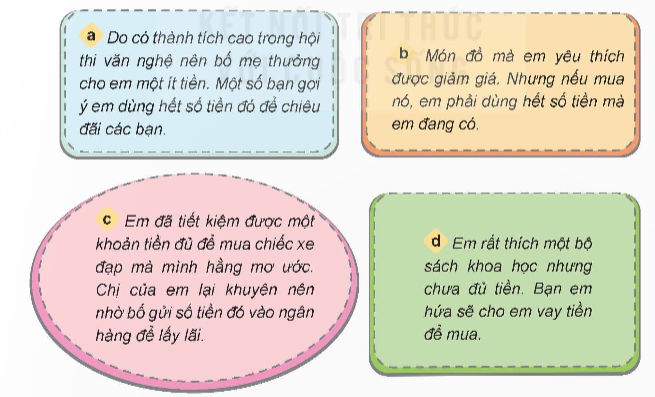 KẾT NỐI TRI THỨC
a Do có thành tích cao trong hội
thi văn nghệ nên bố mẹ thưởng
cho em một ít tiền. Một số bạn gợi
ý em dùng hết số tiền đó để chiêu
đãi các bạn.
b Món đồ mà em yêu thích
được giảm giá. Nhưng nếu mua
nó, em phải dùng hết số tiền mà
em đang có.
c Em đã tiết kiệm được một
khoản tiền đủ để mua chiếc xe
đạp mà mình hằng mơ ước.
Chị của em lại khuyên nên
nhờ bố gửi số tiền đó vào ngân
hàng để lấy lãi.
d Em rất thích một bộ
sách khoa học nhưng
chưa đủ tiền. Bạn em
hứa sẽ cho em vay tiền
để mua.